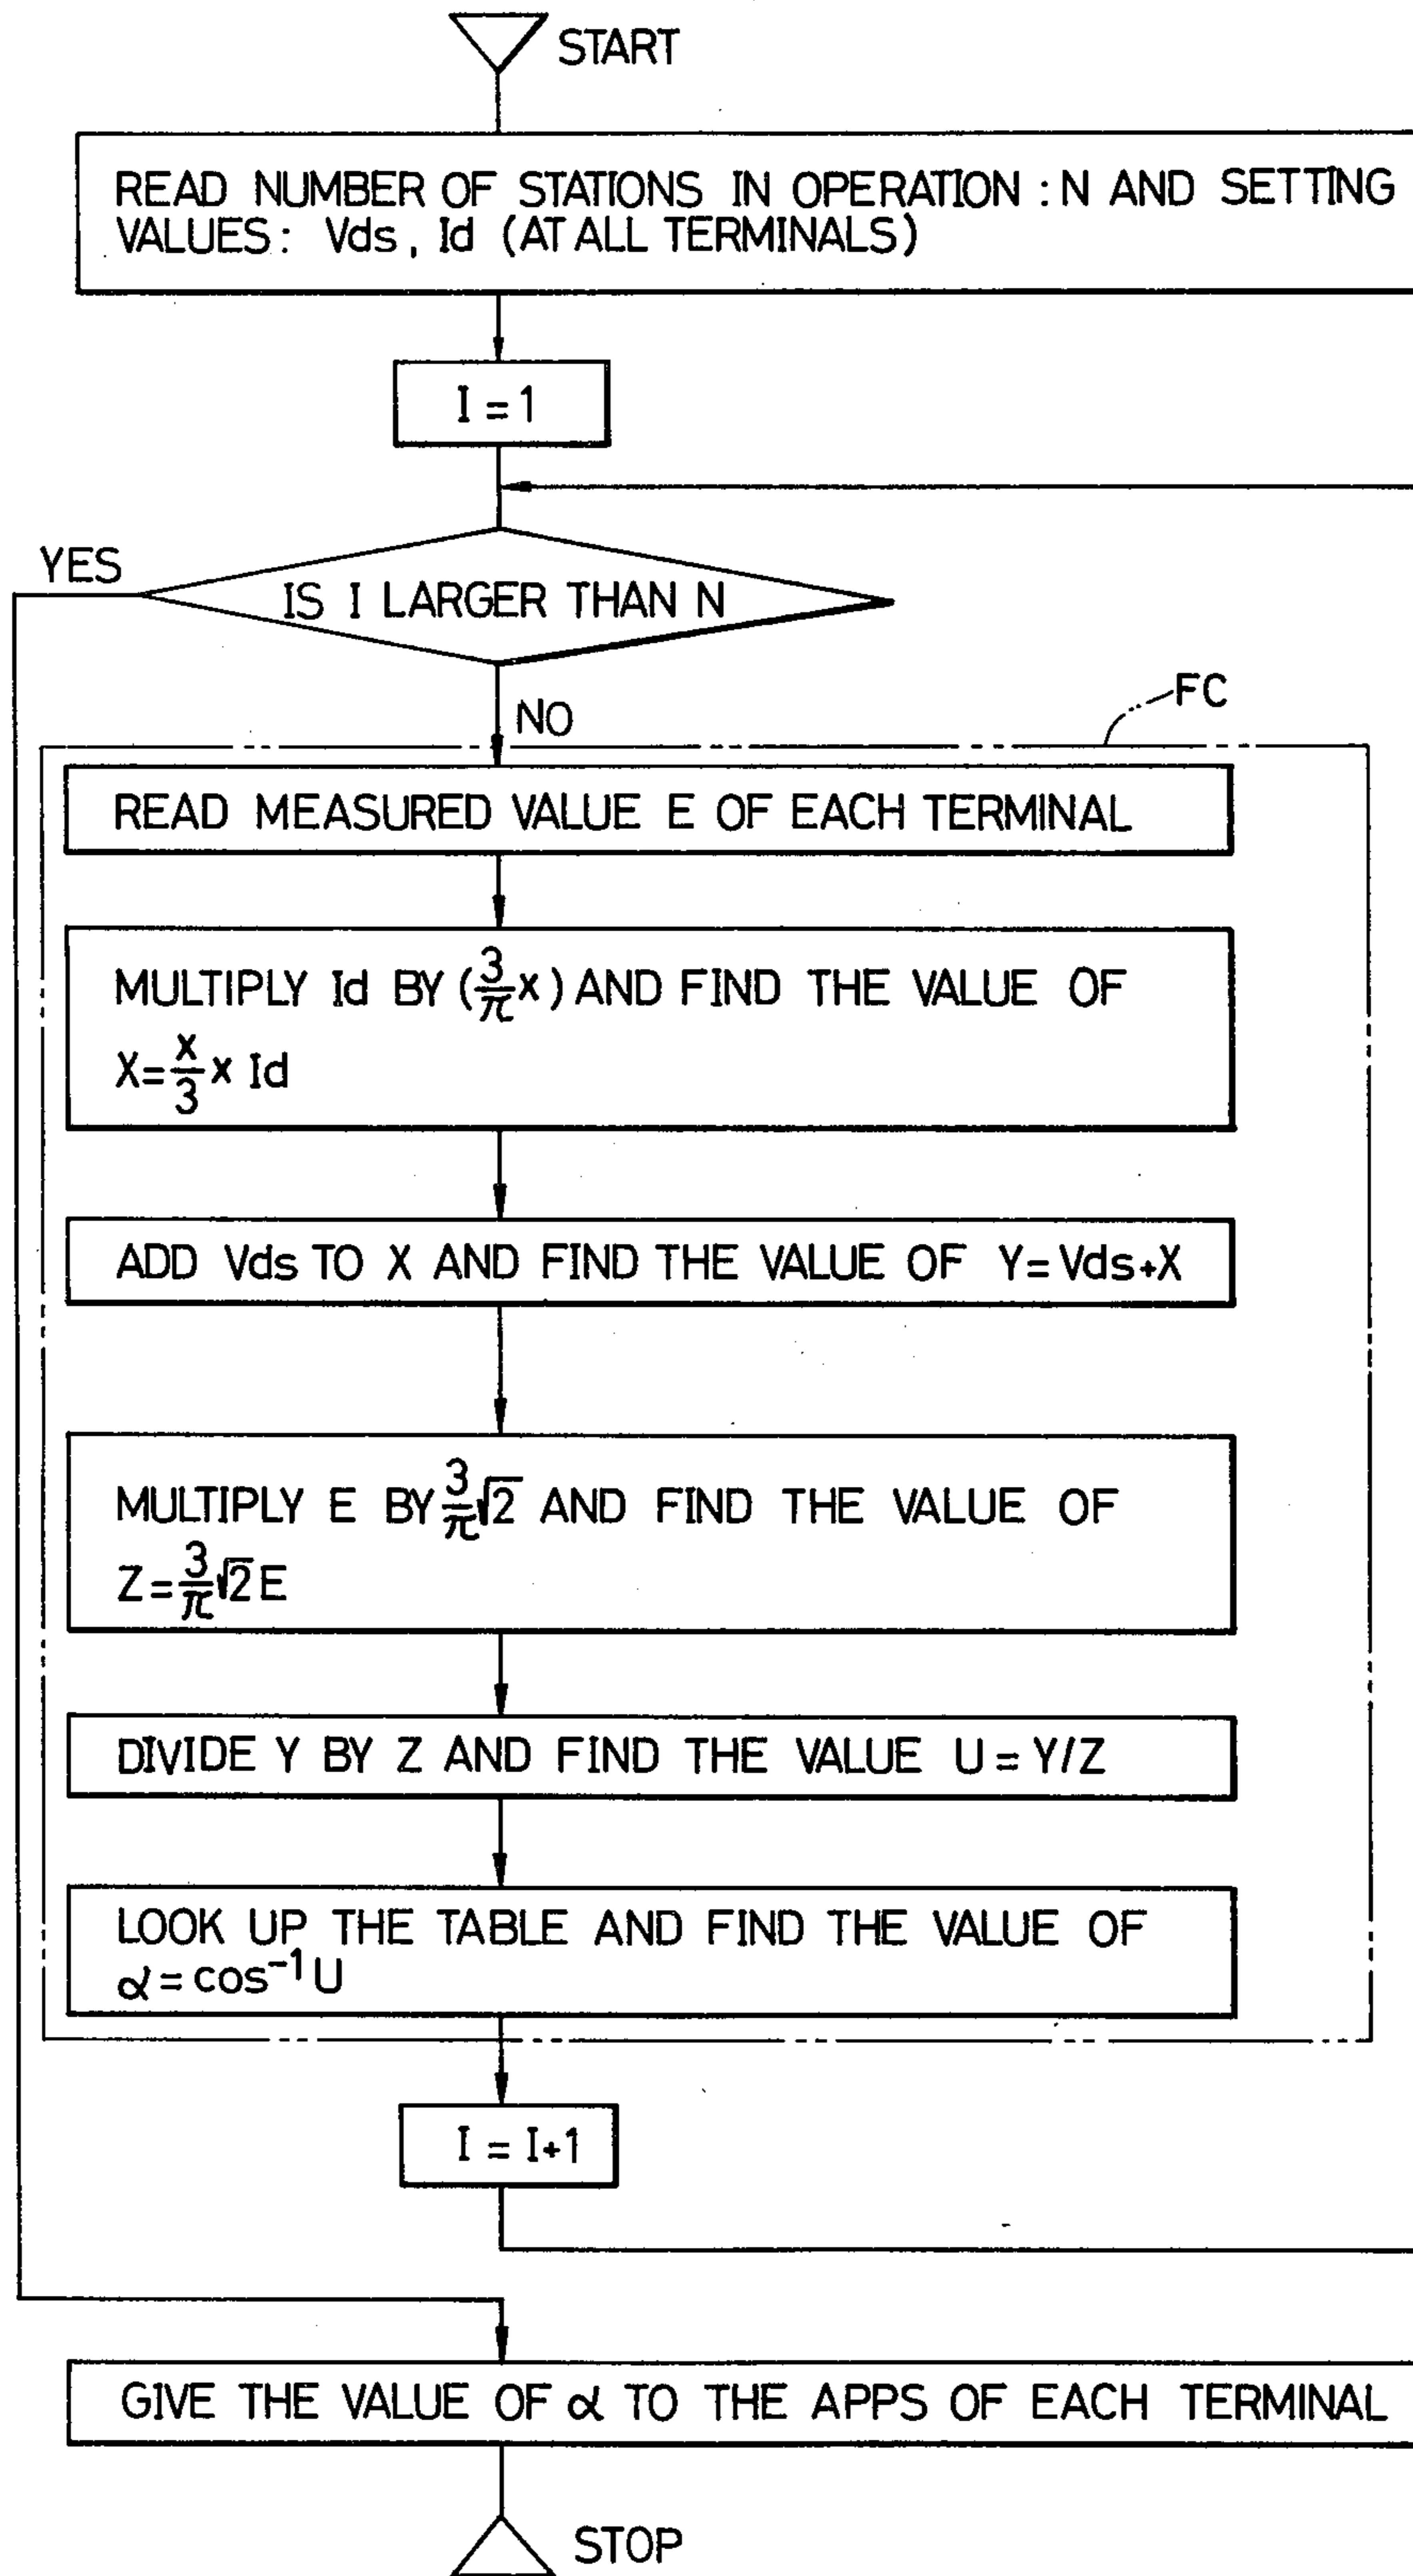 START
READ NUMBER OF STATIONS IN OPERATION : N AND SETTING
VALUES: Vds, Id (AT ALL TERMINALS)
I = 1
YES
IS I LARGER THAN N
FC
NO
READ MEASURED VALUE E OF EACH TERMINAL
MULTIPLY Id BY (3/π x) AND FIND THE VALUE OF
X = x/3 x Id
ADD Vds TO X AND FIND THE VALUE OF Y = Vds+X
MULTIPLY E BY 3/π √2 AND FIND THE VALUE OF
Z = 3/π √2 E
DIVIDE Y BY Z AND FIND THE VALUE U = Y/Z
LOOK UP THE TABLE AND FIND THE VALUE OF
α = cos⁻¹ U
I = I+1
GIVE THE VALUE OF α TO THE APPS OF EACH TERMINAL
STOP